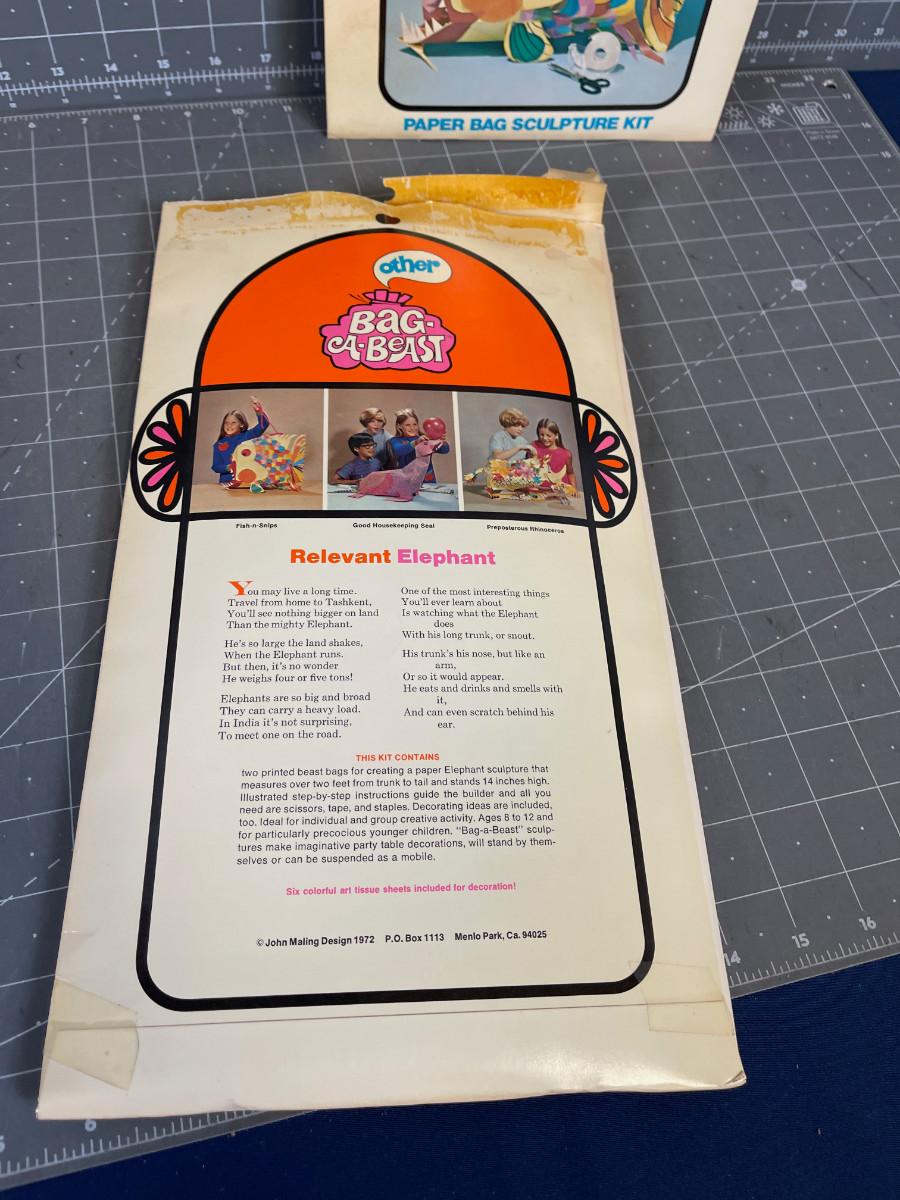 PAPER BAG SCULPTURE KIT
other
BAG-
A-BEAST
Fish-n-Snips
Good Housekeeping Seal
Preposterous Rhinoceros
Relevant Elephant
You may live a long time.
Travel from home to Tashkent,
You'll see nothing bigger on land
Than the mighty Elephant.
He's so large the land shakes,
When the Elephant runs.
But then, it's no wonder
He weighs four or five tons!
Elephants are so big and broad
They can carry a heavy load.
In India it's not surprising,
To meet one on the road.
One of the most interesting things
You'll ever learn about
Is watching what the Elephant
does
With his long trunk, or snout.
His trunk's his nose, but like an
arm,
Or so it would appear.
He eats and drinks and smells with
it,
And can even scratch behind his
ear.
THIS KIT CONTAINS
two printed beast bags for creating a paper Elephant sculpture that
measures over two feet from trunk to tail and stands 14 inches high.
Illustrated step-by-step instructions guide the builder and all you
need are scissors, tape, and staples. Decorating ideas are included,
too. Ideal for individual and group creative activity. Ages 8 to 12 and
for particularly precocious younger children. "Bag-a-Beast" sculp-
tures make imaginative party table decorations, will stand by them-
selves or can be suspended as a mobile.
Six colorful art tissue sheets included for decoration!
© John Maling Design 1972 P.O. Box 1113 Menlo Park, Ca. 94025